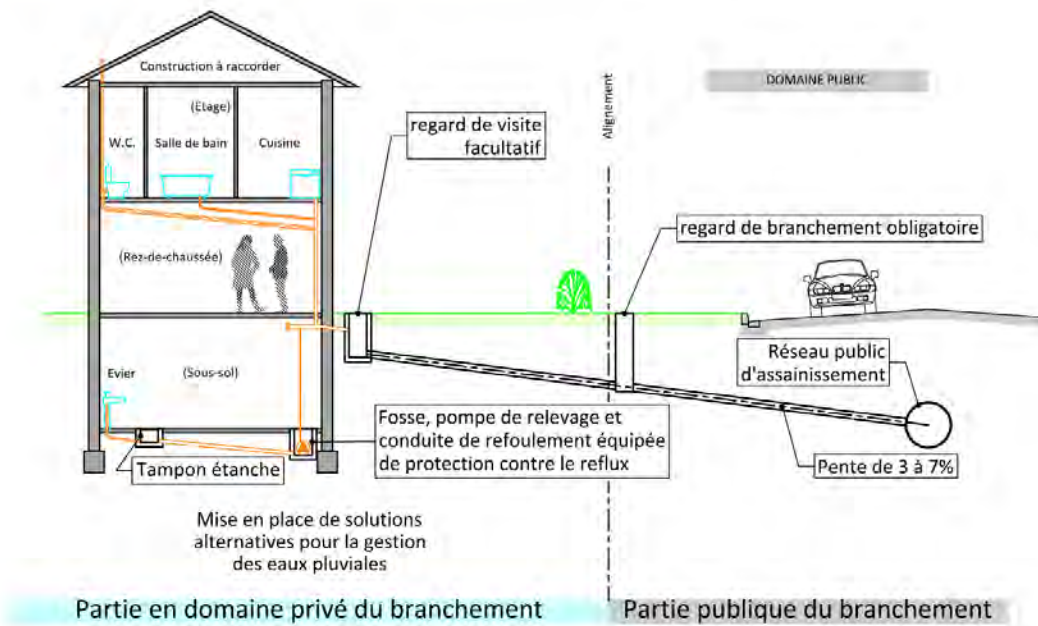 Construction à raccorder
(Etage)
W.C.
Salle de bain
Cuisine
regard de visite
facultatif
Alignement
DOMAINE PUBLIC
(Rez-de-chaussée)
regard de branchement obligatoire
Evier
(Sous-sol)
Réseau public
d'assainissement
Fosse, pompe de relevage et
conduite de refoulement équipée
de protection contre le reflux
Tampon étanche
Pente de 3 à 7%
Mise en place de solutions
alternatives pour la gestion
des eaux pluviales
Partie en domaine privé du branchement
Partie publique du branchement